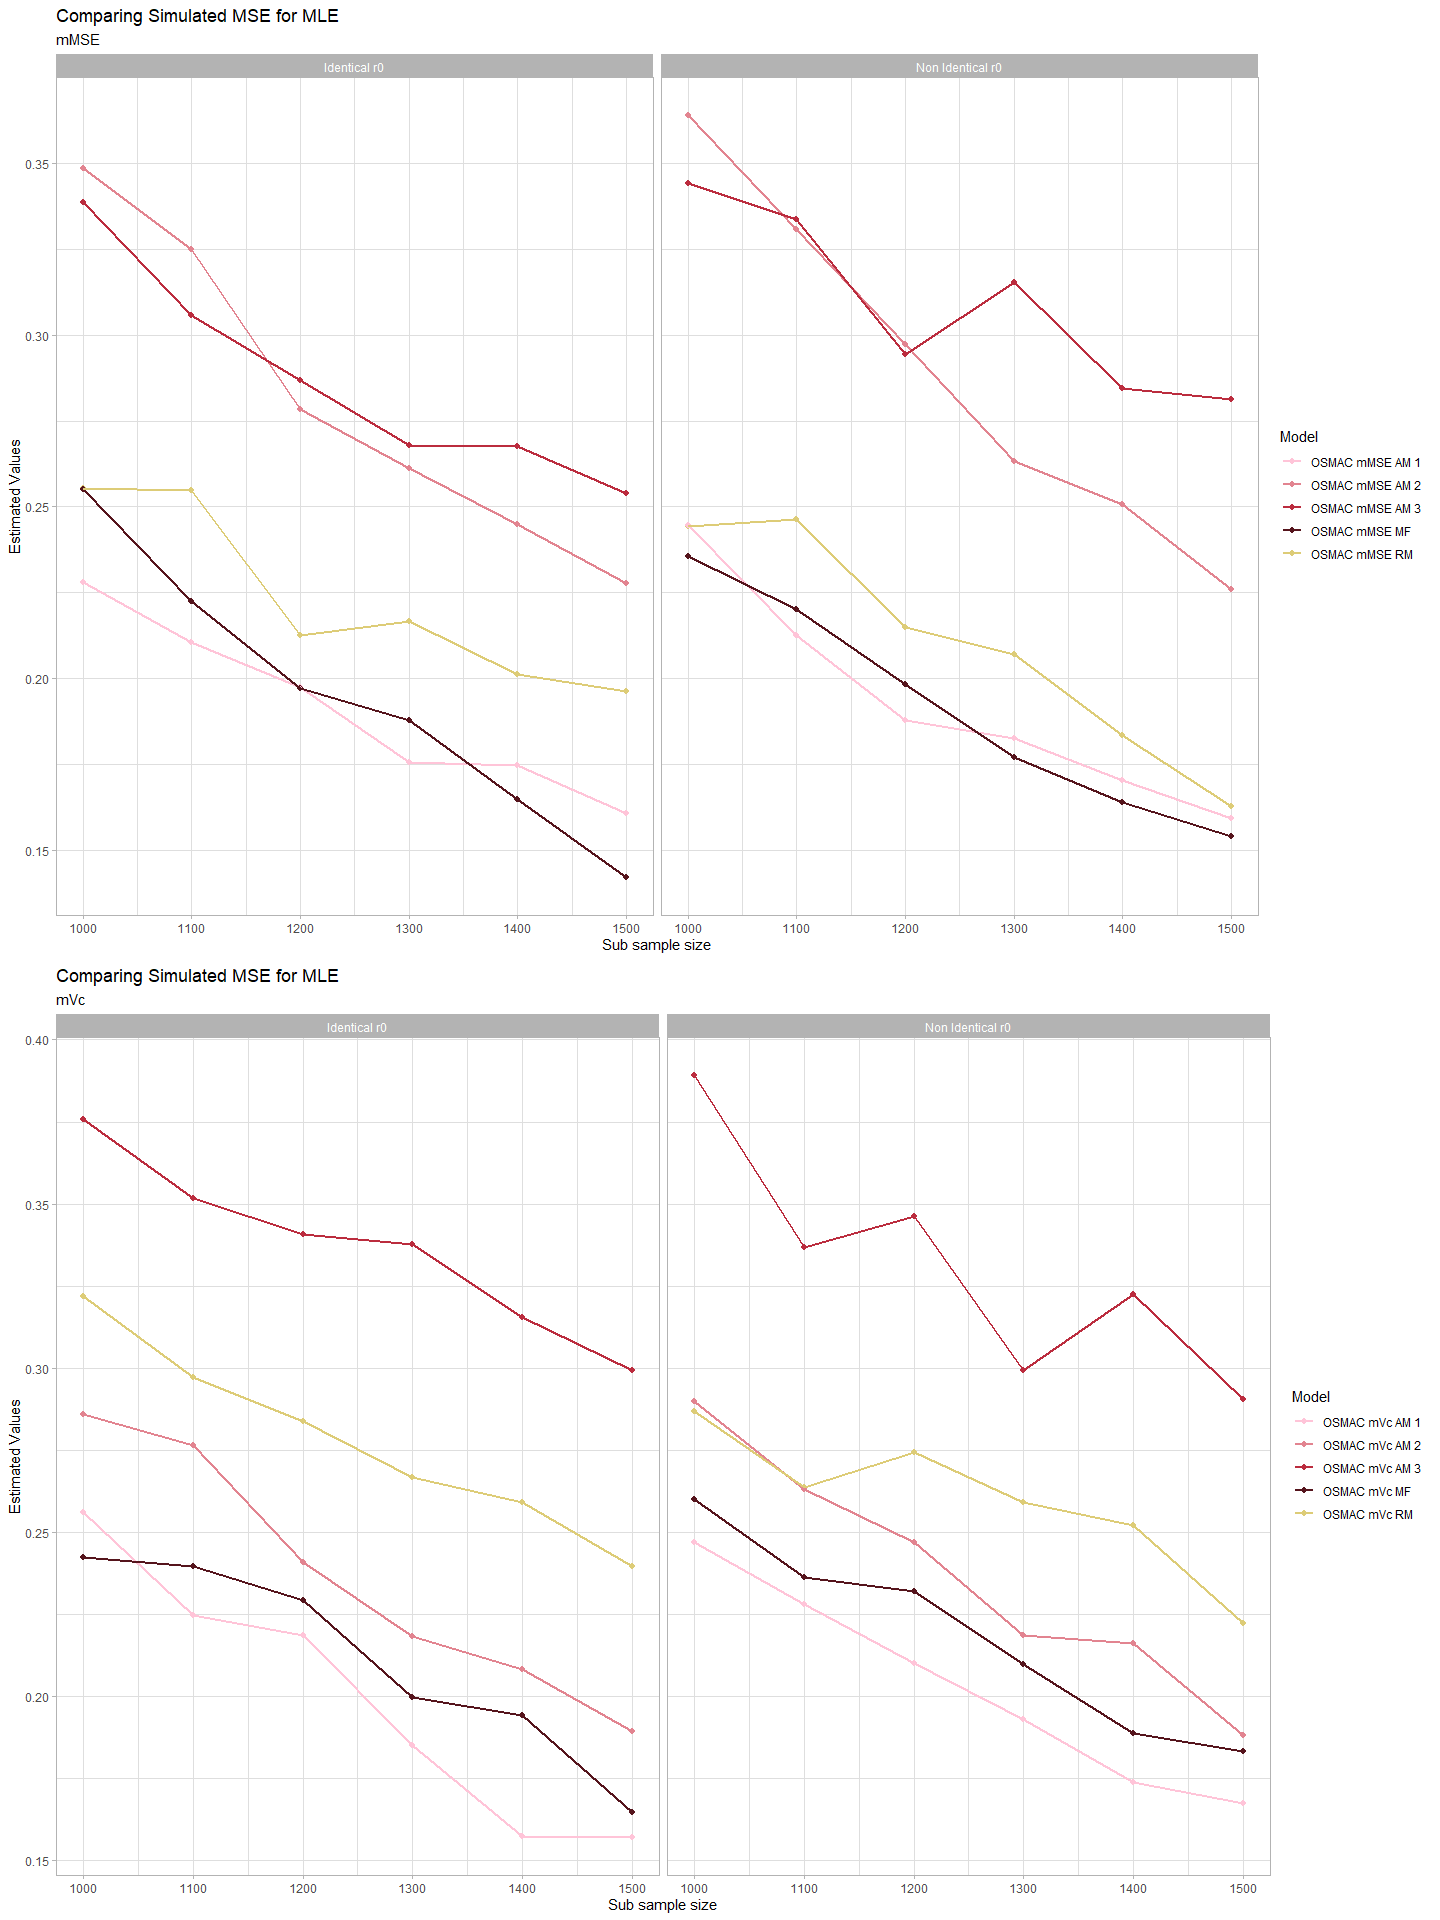 Comparing Simulated MSE for MLE
mMSE
Identical r0
Non Identical r0
Estimated Values
0.35
0.30
0.25
0.20
0.15
1000 1100 1200 1300 1400 1500
1000 1100 1200 1300 1400 1500
Sub sample size
Model
OSMAC mMSE AM 1
OSMAC mMSE AM 2
OSMAC mMSE AM 3
OSMAC mMSE MF
OSMAC mMSE RM
Comparing Simulated MSE for MLE
mVc
Identical r0
Non Identical r0
Estimated Values
0.40
0.35
0.30
0.25
0.20
0.15
1000 1100 1200 1300 1400 1500
1000 1100 1200 1300 1400 1500
Sub sample size
Model
OSMAC mVc AM 1
OSMAC mVc AM 2
OSMAC mVc AM 3
OSMAC mVc MF
OSMAC mVc RM